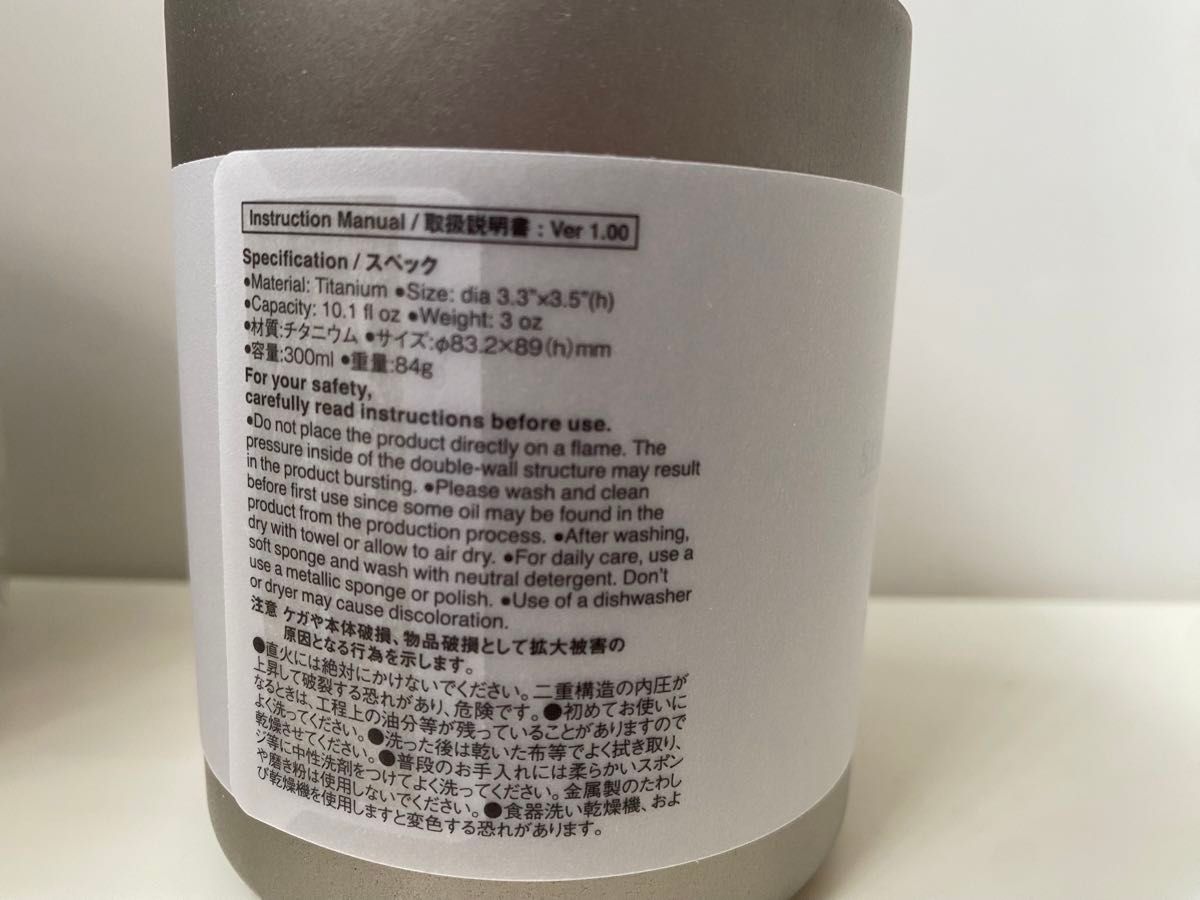 Instruction Manual / 取扱説明書 : Ver 1.00
Specification / スペック
●Material: Titanium ●Size: dia 3.3"×3.5"(h)
●Capacity: 10.1 fl oz ●Weight: 3 oz
●材質:チタニウム ●サイズ:φ83.2×89(h)mm
●容量:300ml ●重量:84g
For your safety,
carefully read instructions before use.
●Do not place the product directly on a flame. The
pressure inside of the double-wall structure may result
in the product bursting. ●Please wash and clean
before first use since some oil may be found in the
product from the production process. ●After washing,
dry with towel or allow to air dry. ●For daily care, use a
soft sponge and wash with neutral detergent. Don't
use a metallic sponge or polish. ●Use of a dishwasher
or dryer may cause discoloration.
注意 ケガや本体破損、物品破損として拡大被害の
原因となる行為を示します。
●直火には絶対にかけないでください。二重構造の内圧が
上昇して破裂する恐れがあり、危険です。●初めてお使いに
なるときは、工程上の油分等が残っていることがありますので
よく洗ってください。●洗った後は乾いた布等でよく拭き取り、
乾燥させてください。●普段のお手入れには柔らかいスポン
ジ等に中性洗剤をつけてよく洗ってください。金属製のたわし
や磨き粉は使用しないでください。●食器洗い乾燥機、およ
び乾燥機を使用しますと変色する恐れがあります。